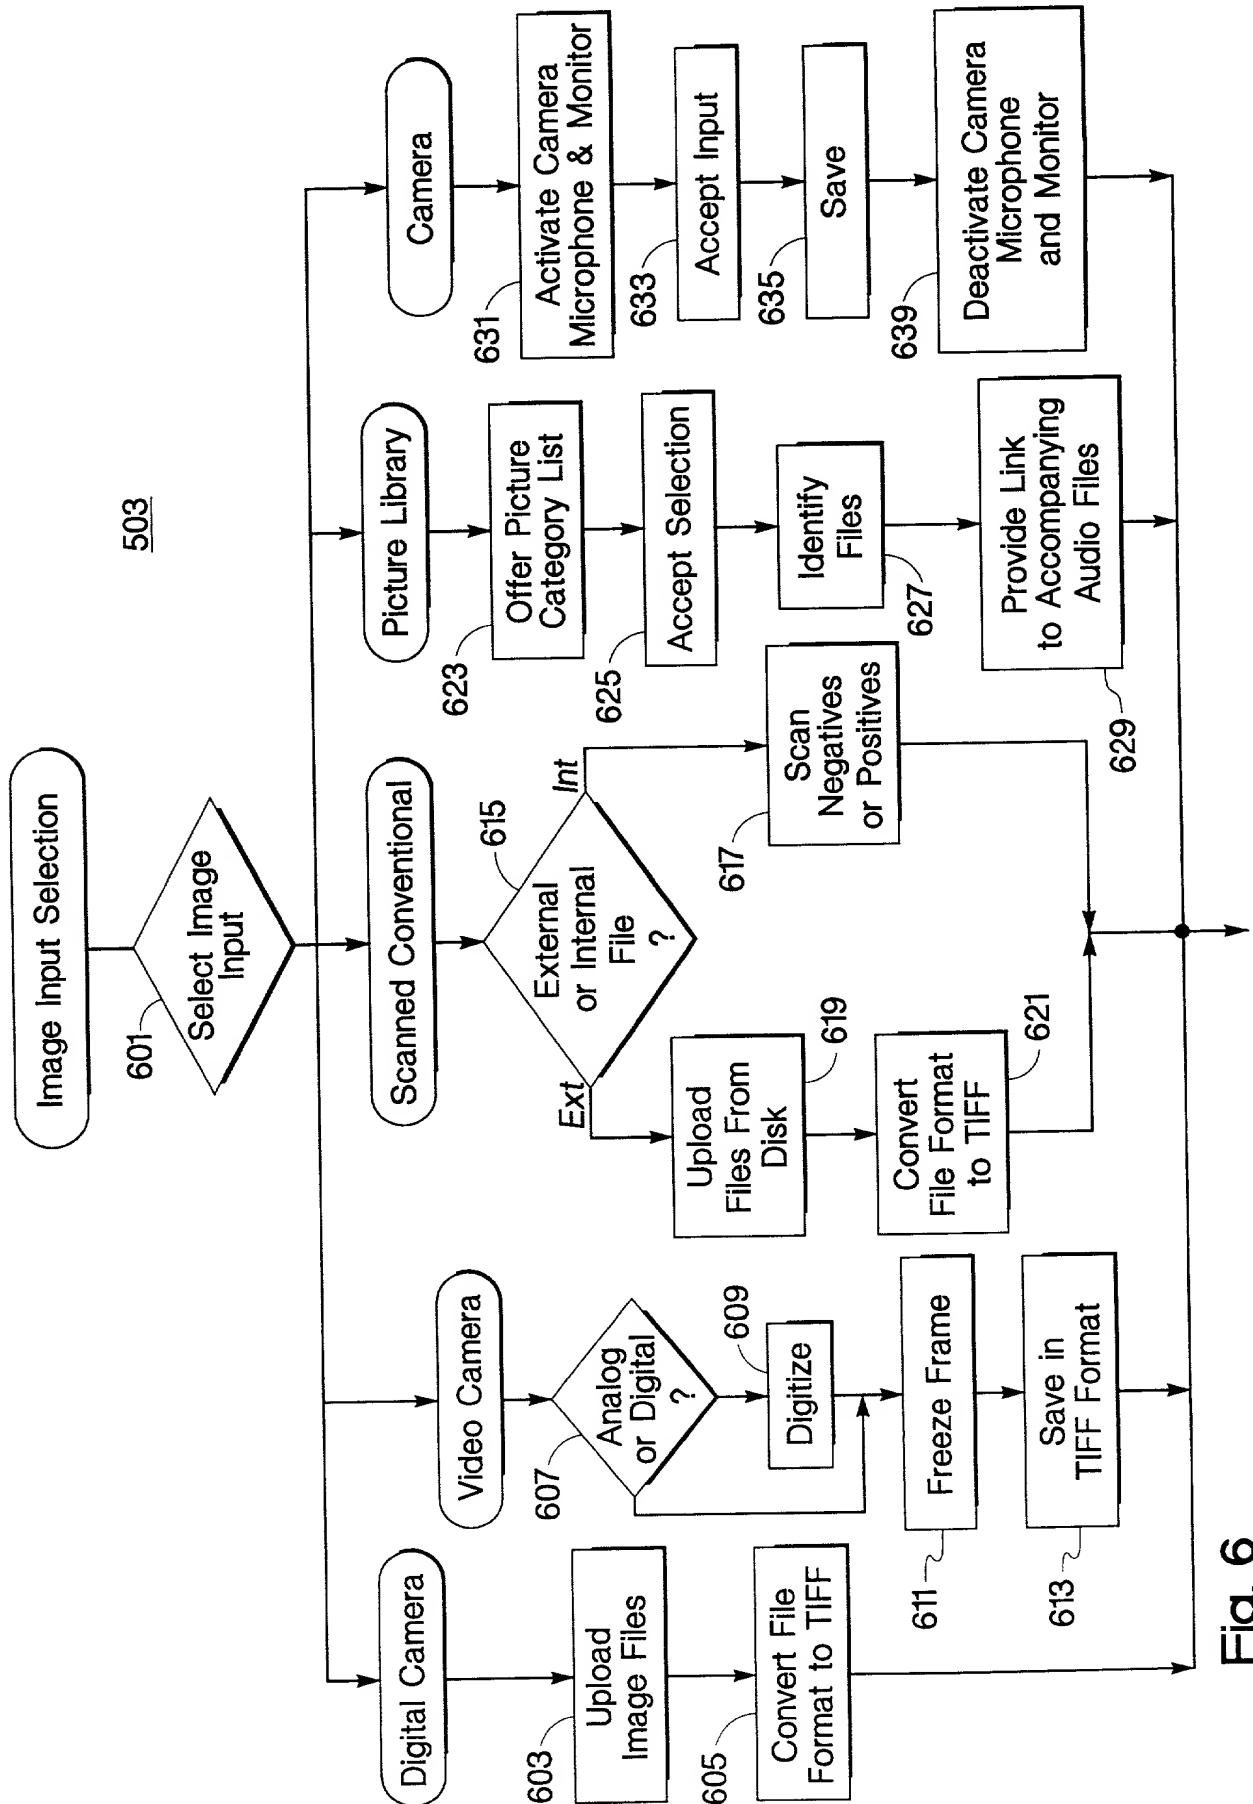 503
Image Input Selection
601
Select Image
Input
Digital Camera
603
Upload
Image Files
605
Convert File
Format to TIFF
Video Camera
607
Analog
or Digital
?
609
Digitize
611
Freeze Frame
613
Save in
TIFF Format
Scanned Conventional
615
External
or Internal
File
?
Ext
Int
619
Upload
Files From
Disk
621
Convert
File Format
to TIFF
617
Scan
Negatives
or Positives
Picture Library
623
Offer Picture
Category List
625
Accept Selection
627
Identify
Files
629
Provide Link
to Accompanying
Audio Files
Camera
631
Activate Camera
Microphone & Monitor
633
Accept Input
635
Save
639
Deactivate Camera
Microphone
and Monitor
Fig. 6